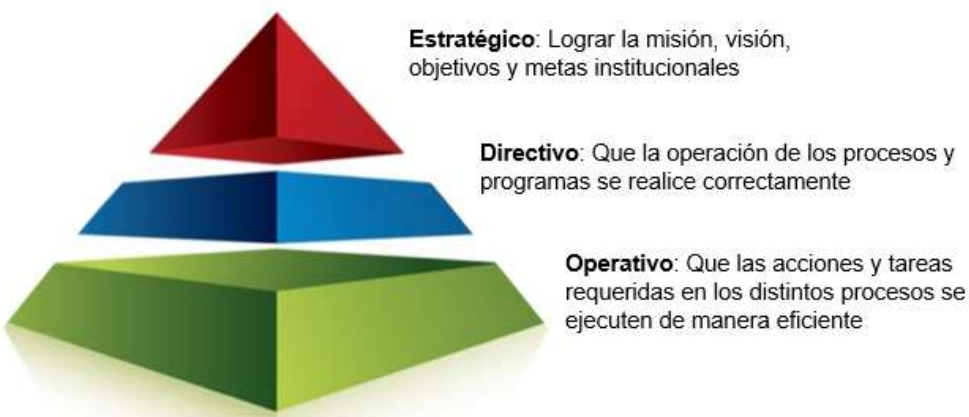 Estratégico: Lograr la misión, visión,
objetivos y metas institucionales
Directivo: Que la operación de los procesos y
programas se realice correctamente
Operativo: Que las acciones y tareas
requeridas en los distintos procesos se
ejecuten de manera eficiente